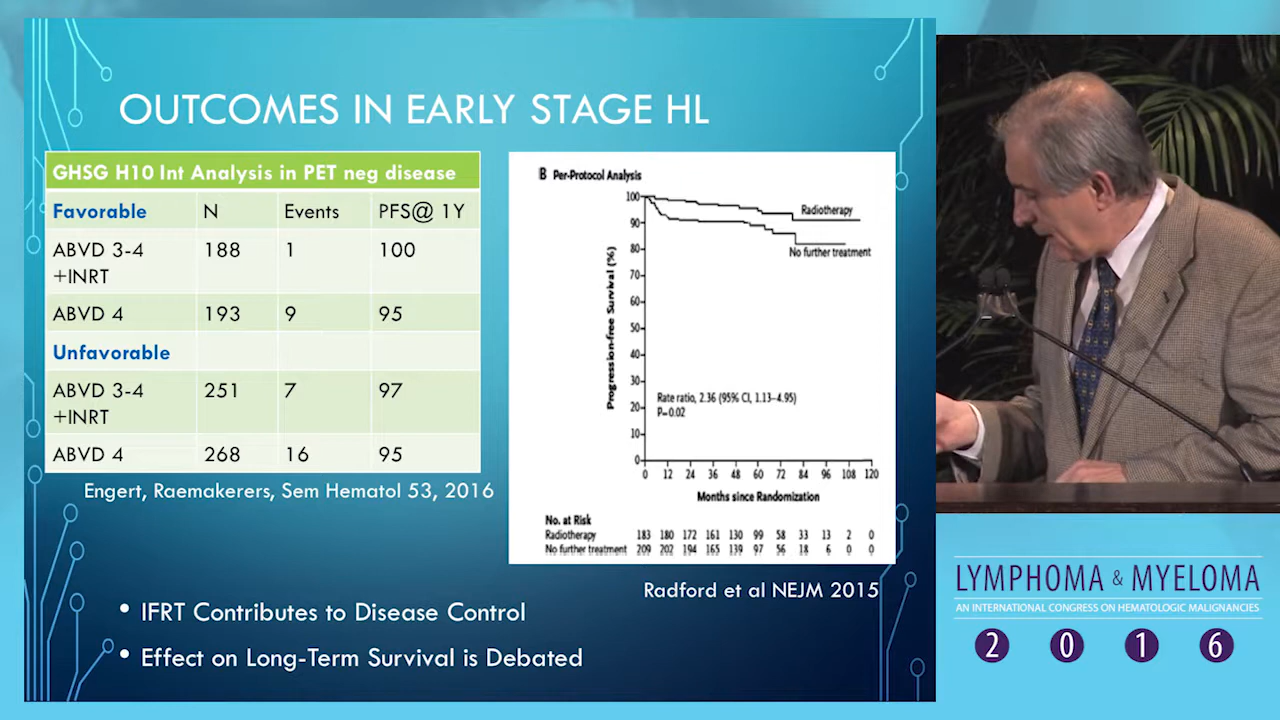 OUTCOMES IN EARLY STAGE HL
GHSG H10 Int Analysis in PET neg disease
Favorable N Events PFS@ 1Y
ABVD 3-4 +INRT 188 1 100
ABVD 4 193 9 95
Unfavorable
ABVD 3-4 +INRT 251 7 97
ABVD 4 268 16 95
Engert, Raemakerers, Sem Hematol 53, 2016
B Per-Protocol Analysis
100
90
80
70
60
50
40
30
20
10
0
Progression-free Survival (%)
Radiotherapy
No further treatment
Rate ratio, 2.36 (95% CI, 1.13–4.95)
P=0.02
0 12 24 36 48 60 72 84 96 108 120
Months since Randomization
No. at Risk
Radiotherapy 183 180 172 161 130 99 58 33 13 2 0
No further treatment 209 202 194 165 139 97 56 18 6 0 0
Radford et al NEJM 2015
• IFRT Contributes to Disease Control
• Effect on Long-Term Survival is Debated
LYMPHOMA & MYELOMA
AN INTERNATIONAL CONGRESS ON HEMATOLOGIC MALIGNANCIES
2 0 1 6